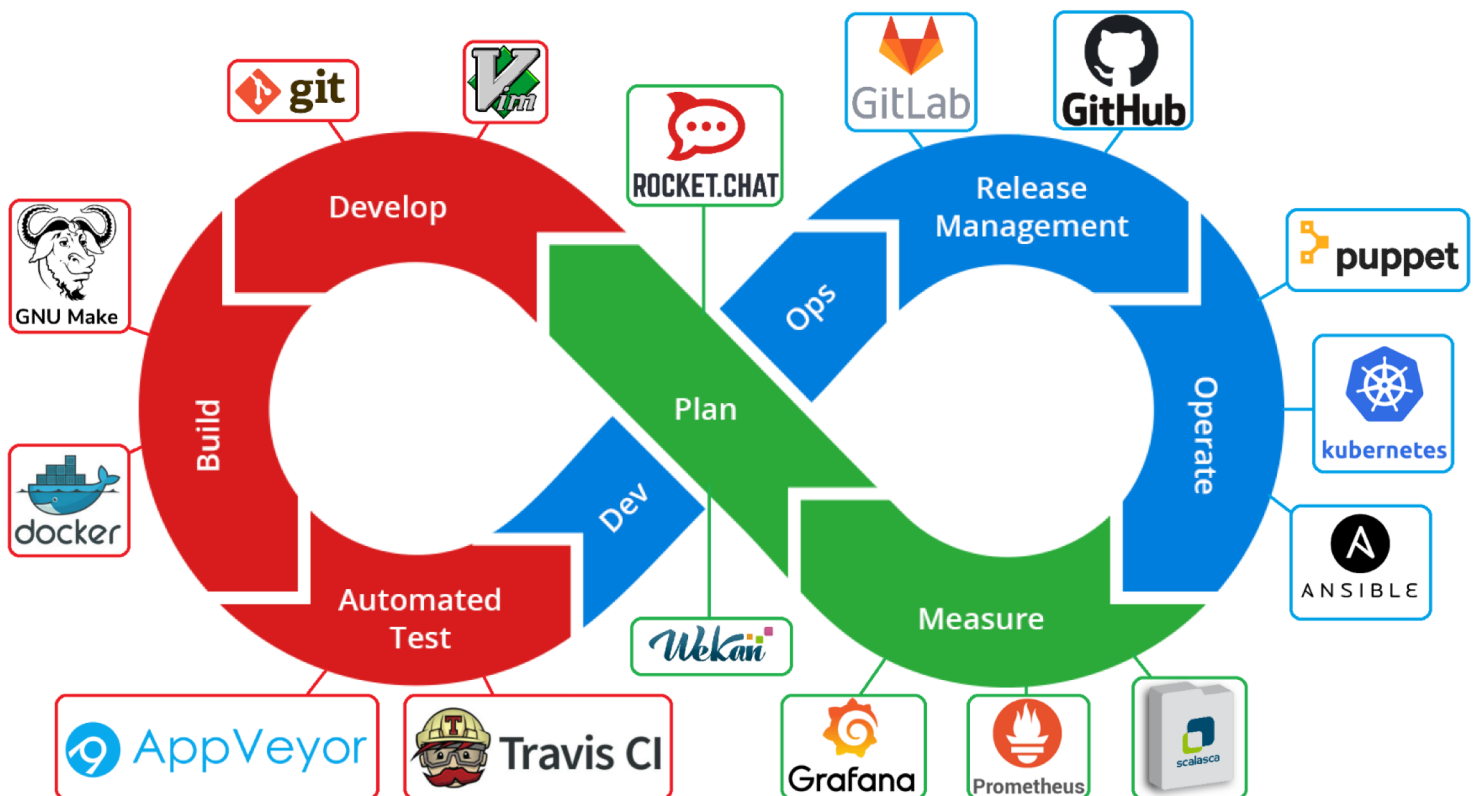 git
Vim
ROCKET.CHAT
GitLab
GitHub
Develop
Release
Management
GNU Make
puppet
Ops
Build
Plan
Operate
kubernetes
docker
Dev
ANSIBLE
Automated
Test
Measure
WeKan
AppVeyor
T
Travis CI
Grafana
Prometheus
scalasca